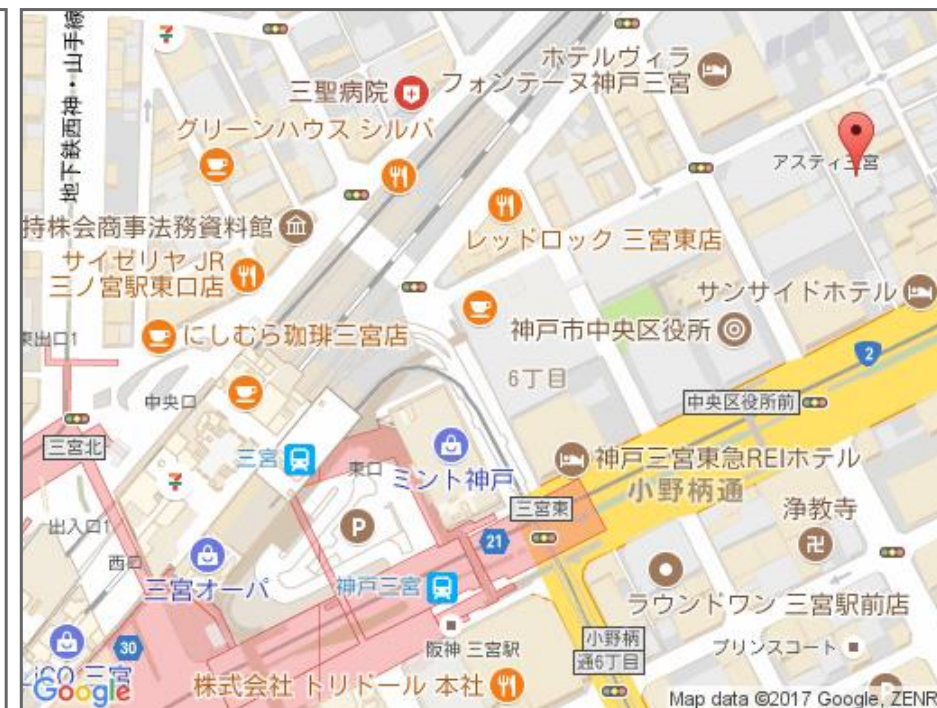 地下鉄西神・山手線
三聖病院
ホテルヴィラ
フォンテーヌ神戸三宮
グリーンハウス シルバ
アスティ三宮
持株会商事法務資料館
レッドロック 三宮東店
サイゼリヤ JR
三ノ宮駅東口店
サンサイドホテル
にしむら珈琲三宮店
神戸市中央区役所
東出口1
2
6丁目
中央口
中央区役所前
三宮北
三宮
東口
ミント神戸
神戸三宮東急REIホテル
小野柄通
三宮東
浄教寺
出入口1
P
21
西口
三宮オーパ
神戸三宮
ラウンドワン 三宮駅前店
30
阪神 三宮駅
小野柄
通6丁目
プリンスコート
三宮
Google
株式会社 トリドール 本社
Map data ©2017 Google, ZENR